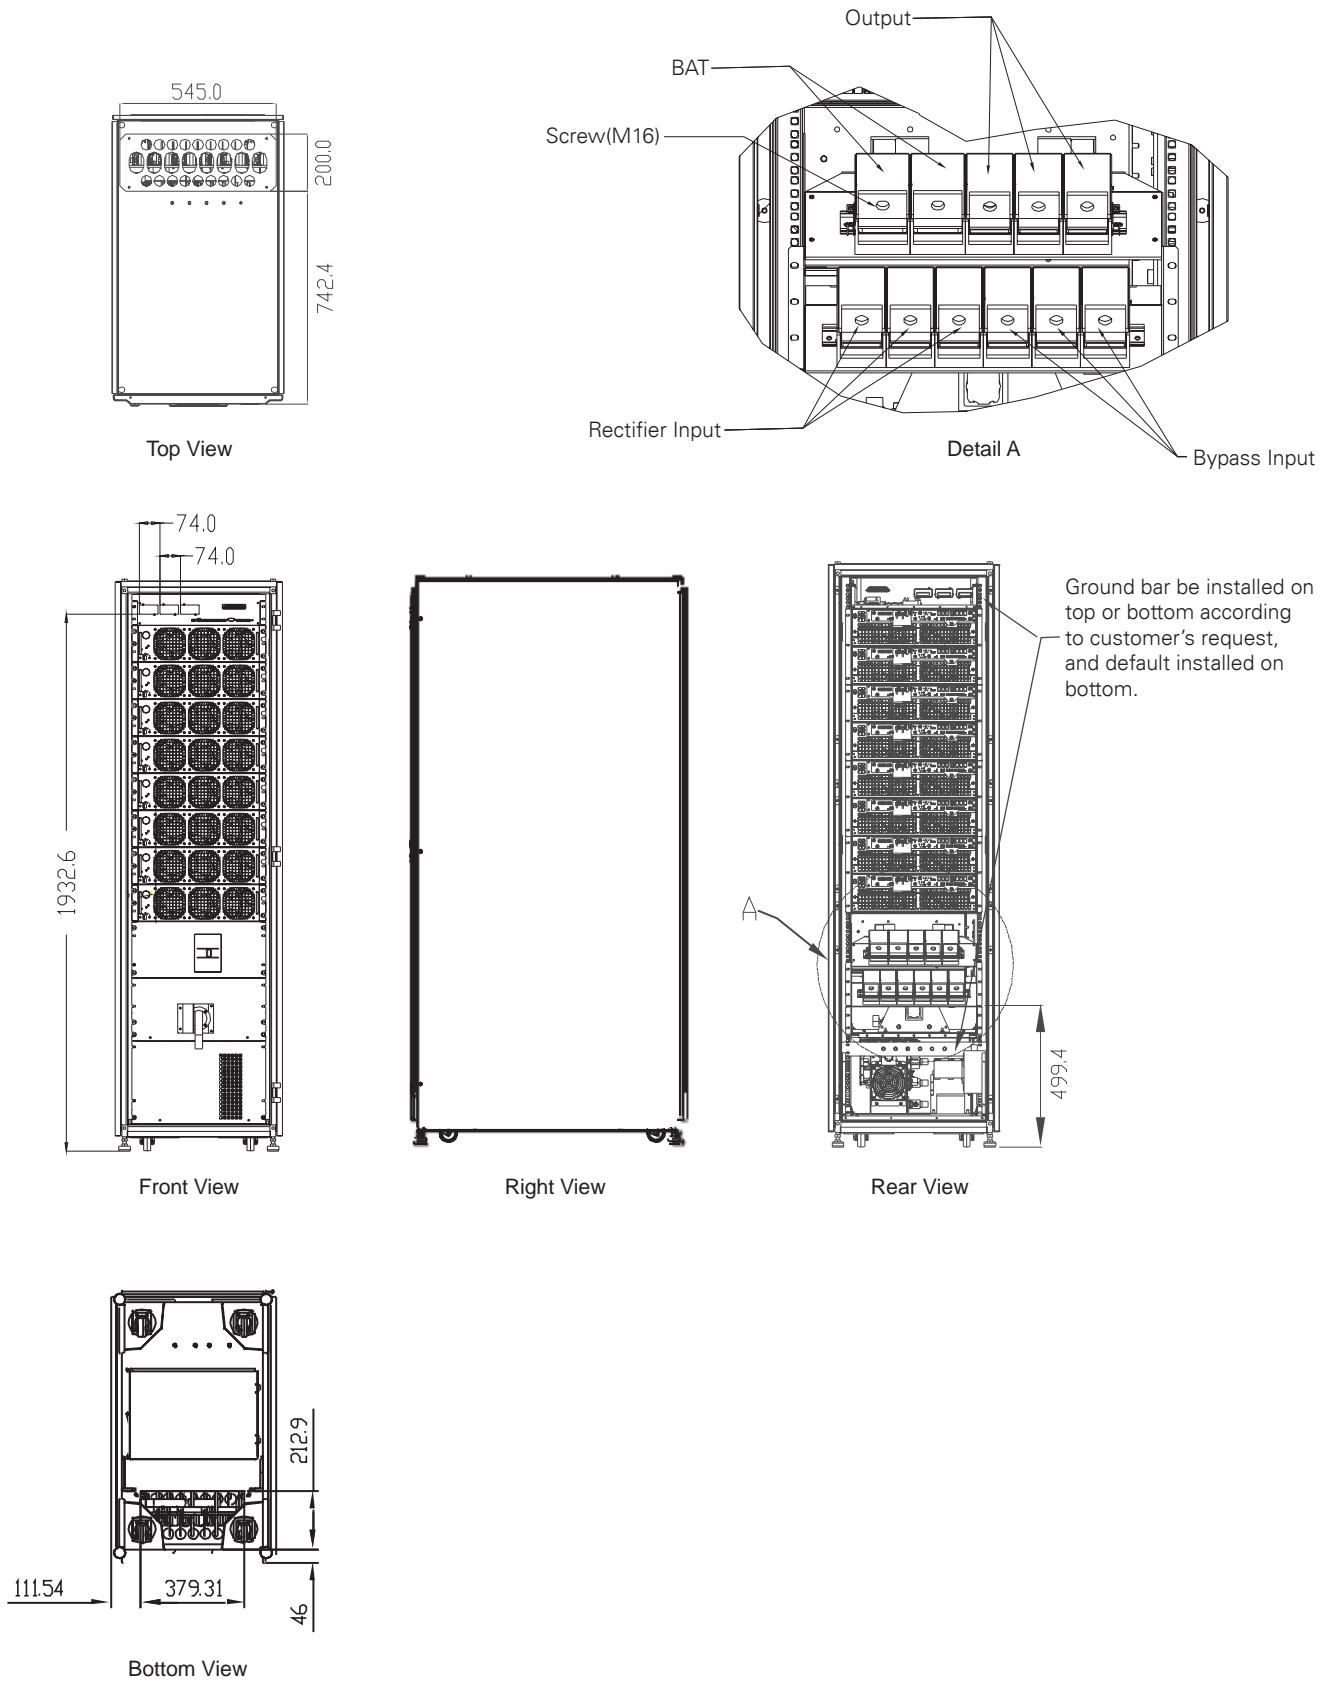 545.0
200.0
742.4
Top View
Output
BAT
Screw(M16)
Rectifier Input
Detail A
Bypass Input
74.0
74.0
1932.6
Front View
Right View
A
499.4
Rear View
Ground bar be installed on
top or bottom according
to customer's request,
and default installed on
bottom.
212.9
111.54
379.31
46
Bottom View